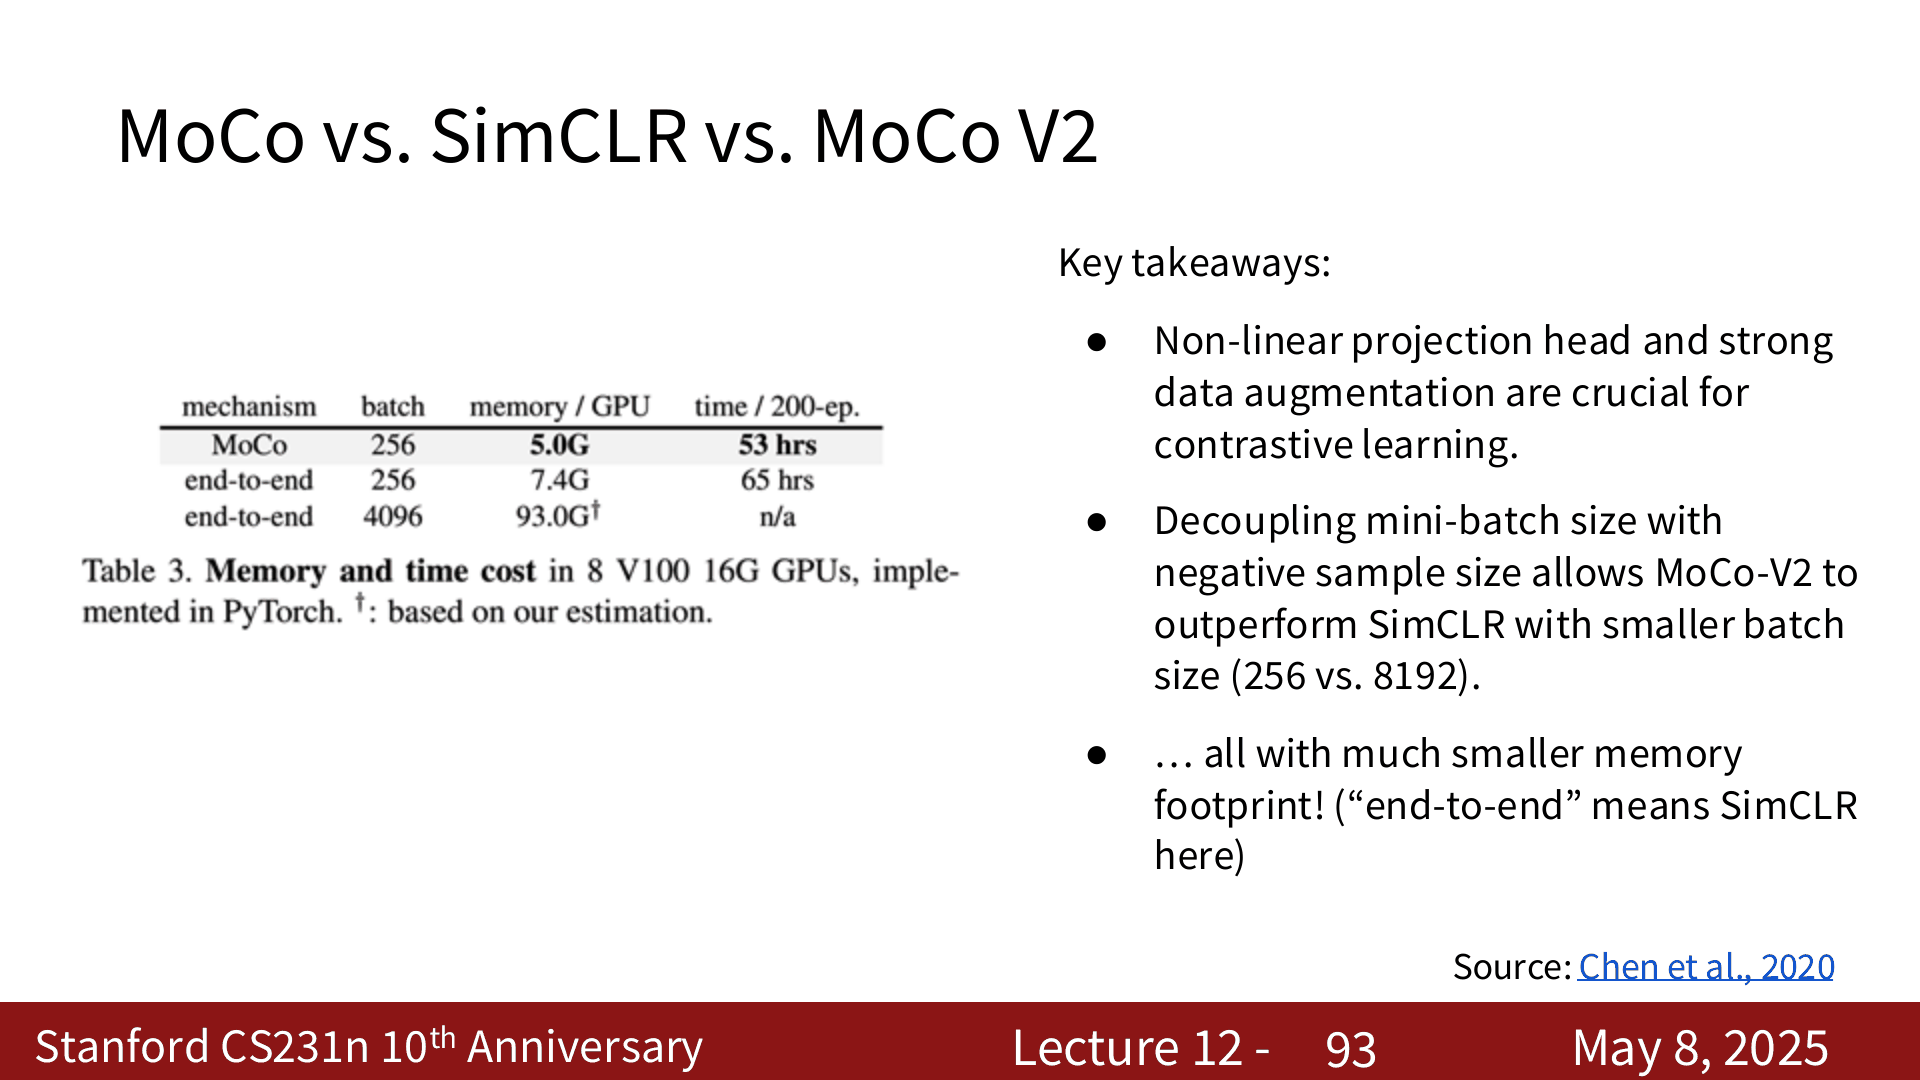 MoCo vs. SimCLR vs. MoCo V2
mechanism batch memory / GPU time / 200-ep.
MoCo 256 5.0G 53 hrs
end-to-end 256 7.4G 65 hrs
end-to-end 4096 93.0G† n/a
Table 3. Memory and time cost in 8 V100 16G GPUs, imple-
mented in PyTorch. †: based on our estimation.
Key takeaways:
● Non-linear projection head and strong
data augmentation are crucial for
contrastive learning.
● Decoupling mini-batch size with
negative sample size allows MoCo-V2 to
outperform SimCLR with smaller batch
size (256 vs. 8192).
● … all with much smaller memory
footprint! (“end-to-end” means SimCLR
here)
Source: Chen et al., 2020
Stanford CS231n 10th Anniversary Lecture 12 - 93 May 8, 2025